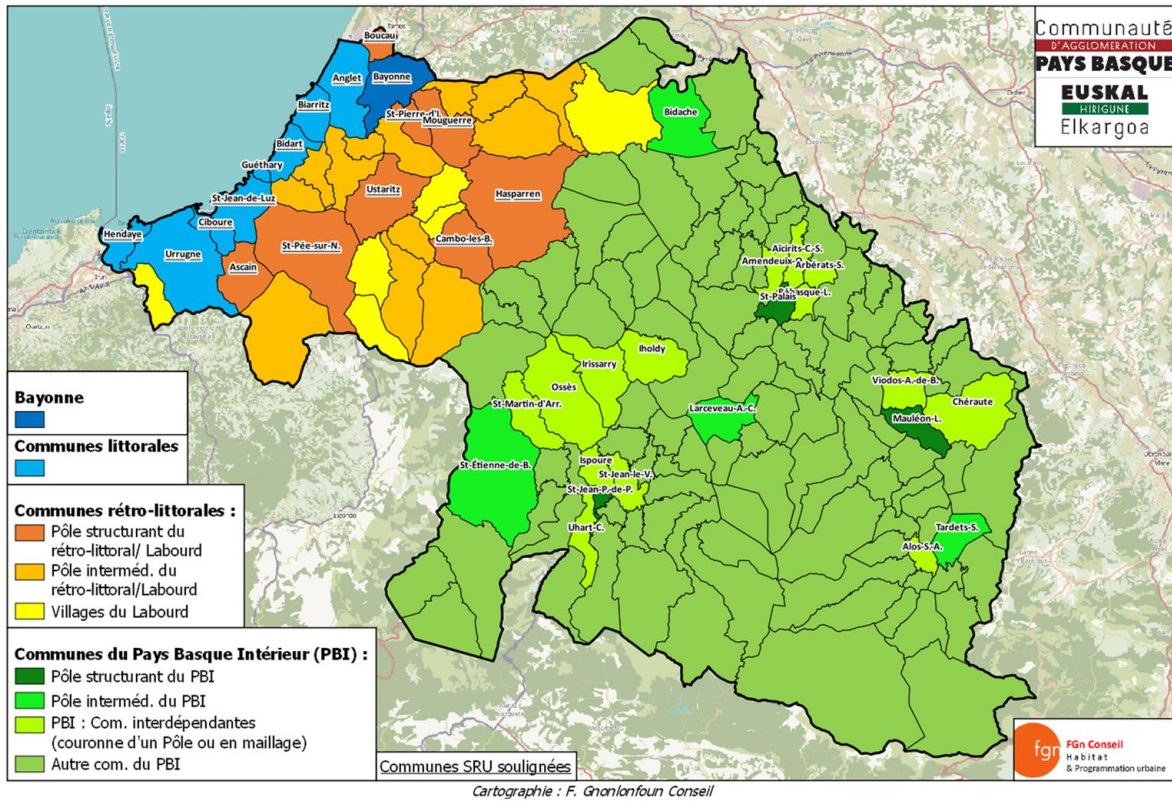 Communauté
D'AGGLOMERATION
PAYS BASQUE
EUSKAL
HIRIGUNE
Elkargoa
Boucau
Anglet
Bayonne
Biarritz
St-Pierre-d'I.
Mouguerre
Bidache
Bidart
Guéthary
St-Jean-de-Luz
Ustaritz
Hasparren
Ciboure
Hendaye
Urrugne
St-Pée-sur-N.
Cambo-les-B.
Ascain
Aïcirits-C.-S.
Arbérats-S.
St-Palais
Iholdy
Irissarry
Ossès
St-Martin-d'Arr.
Larceveau-A.-C.
Viodos-A.-de-B.
Chéraute
Mauléon-L.
St-Étienne-de-B.
Ispoure
St-Jean-le-V.
St-Jean-P.-de-P.
Uhart-C.
Tardets-S.
Alos-S.-A.
Bayonne
Communes littorales
Communes rétro-littorales :
Pôle structurant du
rétro-littoral/ Labourd
Pôle interméd. du
rétro-littoral/Labourd
Villages du Labourd
Communes du Pays Basque Intérieur (PBI) :
Pôle structurant du PBI
Pôle interméd. du PBI
PBI : Com. interdépendantes
(couronne d'un Pôle ou en maillage)
Autre com. du PBI
Communes SRU soulignées
fgn
FGn Conseil
Habitat
& Programmation urbaine
Cartographie : F. Gnonlonfoun Conseil